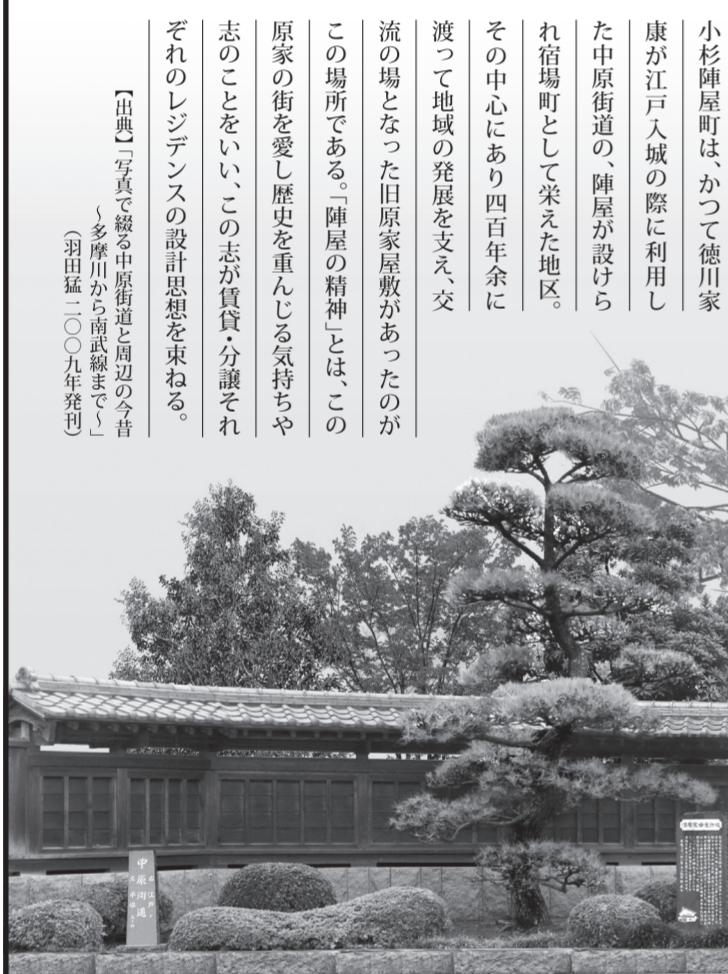 小杉陣屋町は、かつて徳川家
康が江戸入城の際に利用し
た中原街道の、陣屋が設けら
れ宿場町として栄えた地区。
その中心にあり四百年余に
渡って地域の発展を支え、交
流の場となった旧原家屋敷があったのが
この場所である。「陣屋の精神」とは、この
原家の街を愛し歴史を重んじる気持ちや
志のことをいい、この志が賃貸・分譲それ
ぞれのレジデンスの設計思想を束ねる。
【出典】「写真で綴る中原街道と周辺の今昔
～多摩川から南武線まで～」
（羽田猛 二〇〇九年発刊）
中原街道